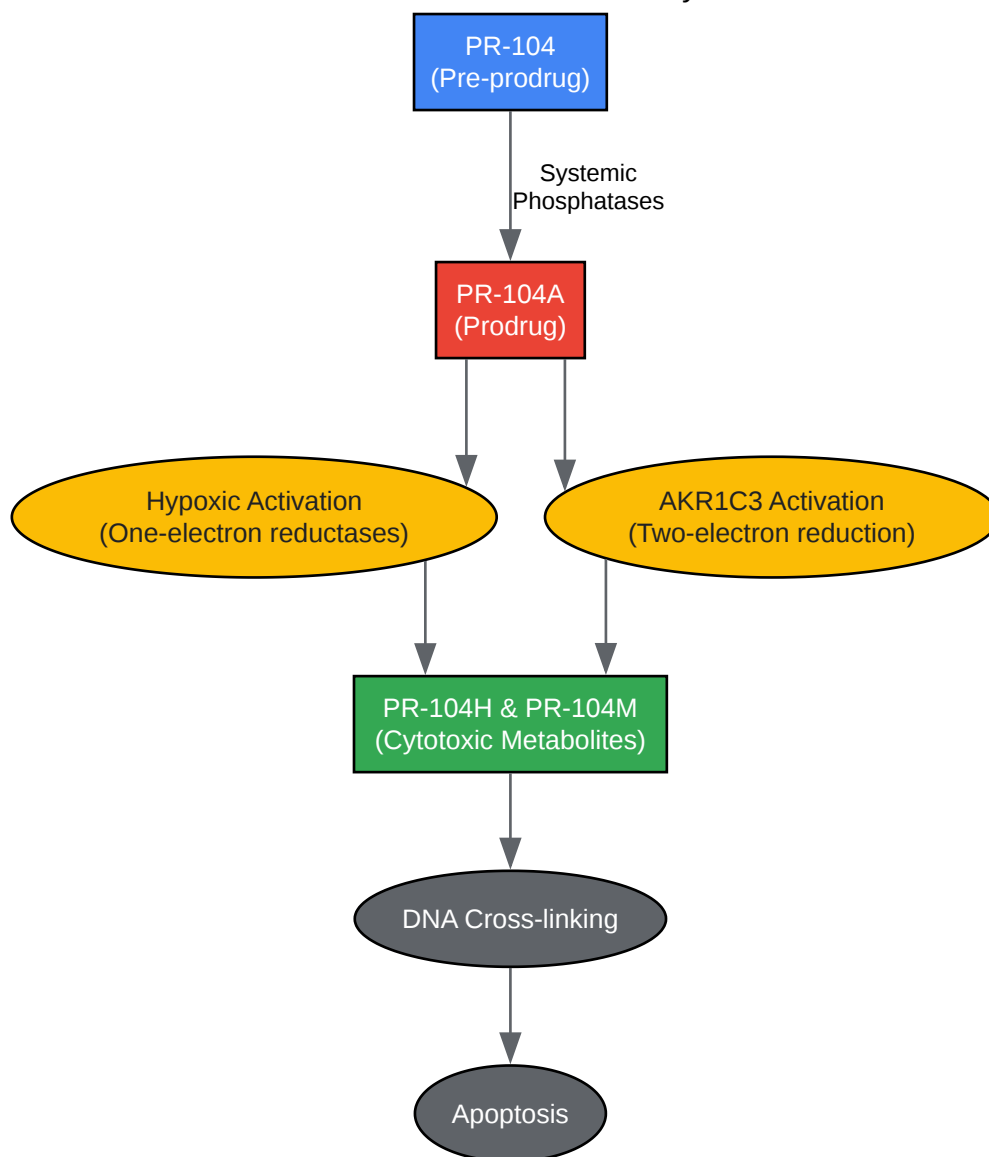 PR-104
(Pre-prodrug)
Systemic
Phosphatases
PR-104A
(Prodrug)
Hypoxic Activation
(One-electron reductases)
AKR1C3 Activation
(Two-electron reduction)
PR-104H & PR-104M
(Cytotoxic Metabolites)
DNA Cross-linking
Apoptosis